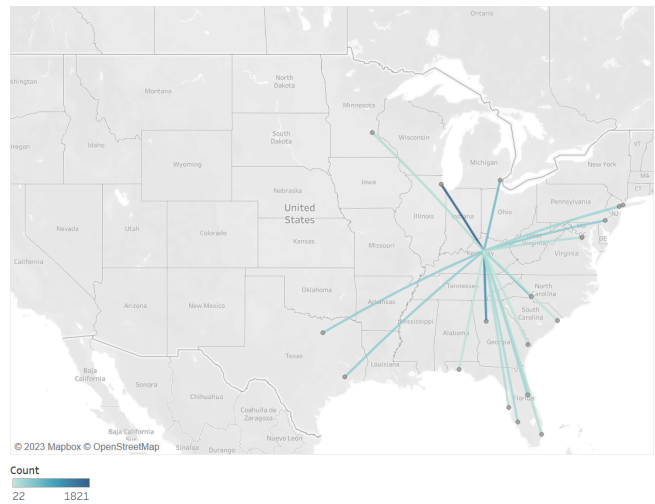 Ontario
shington
North
Dakota
Montana
Minnesota
Wisconsin
VT
South
Dakota
Idaho
Michigan
New York
MA
Wyoming
CT
Iowa
Nebraska
Pennsylvania
United
States
Illinois
Indiana
Ohio
NJ
Nevada
Utah
Colorado
Kansas
Missouri
DE
Virginia
California
Oklahoma
Arkansas
Tennessee
North
Carolina
Arizona
New Mexico
Mississippi
South
Carolina
Alabama
Georgia
Texas
Louisiana
Baja
California
Sonora
Chihuahua
Florida
Coahuila de
Zaragoza
Baja California
Sur
Nuevo León
Sinaloa
Durango
© 2023 Mapbox © OpenStreetMap
Count
22
1821